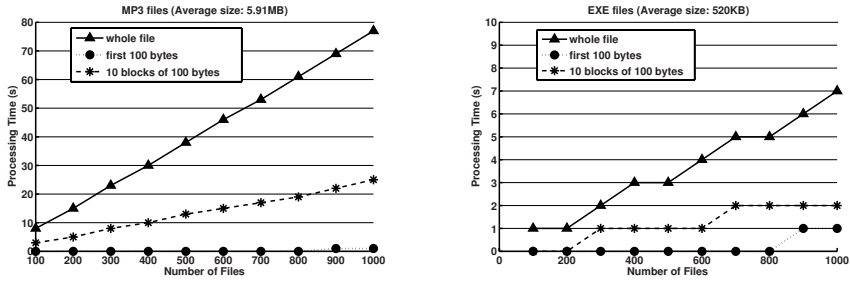 MP3 files (Average size: 5.91MB)
80
70
60
50
40
30
20
10
0
Processing Time (s)
whole file
first 100 bytes
10 blocks of 100 bytes
100 200 300 400 500 600 700 800 900 1000
Number of Files
EXE files (Average size: 520KB)
10
9
8
7
6
5
4
3
2
1
0
Processing Time (s)
whole file
first 100 bytes
10 blocks of 100 bytes
0 200 400 600 800 1000
Number of Files